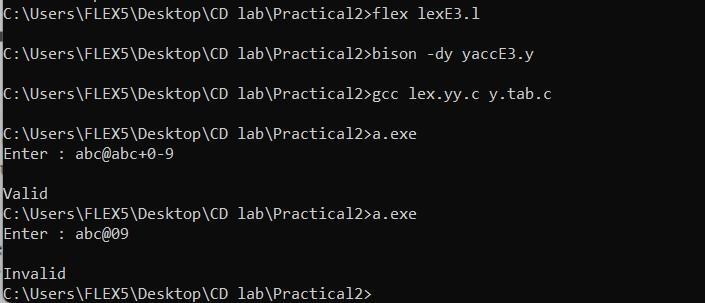 C:\Users\FLEX5\Desktop\CD lab\Practical2>flex lexE3.l
C:\Users\FLEX5\Desktop\CD lab\Practical2>bison -dy yaccE3.y
C:\Users\FLEX5\Desktop\CD lab\Practical2>gcc lex.yy.c y.tab.c
C:\Users\FLEX5\Desktop\CD lab\Practical2>a.exe
Enter : abc@abc+0-9
Valid
C:\Users\FLEX5\Desktop\CD lab\Practical2>a.exe
Enter : abc@09
Invalid
C:\Users\FLEX5\Desktop\CD lab\Practical2>